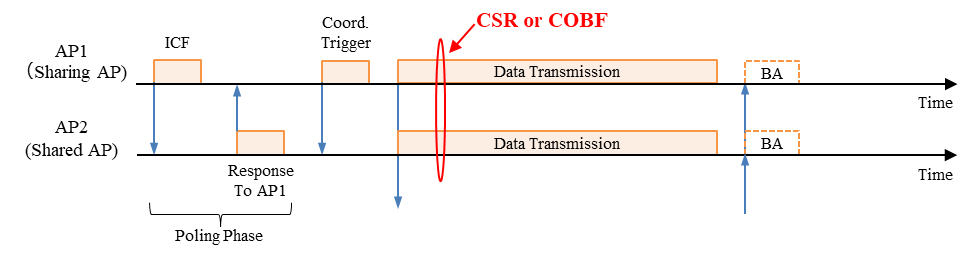 CSR or COBF
Coord.
Trigger
ICF
AP1
（Sharing AP)
Data Transmission
BA
Time
AP2
(Shared AP)
Data Transmission
BA
Time
Response
To AP1
Poling Phase